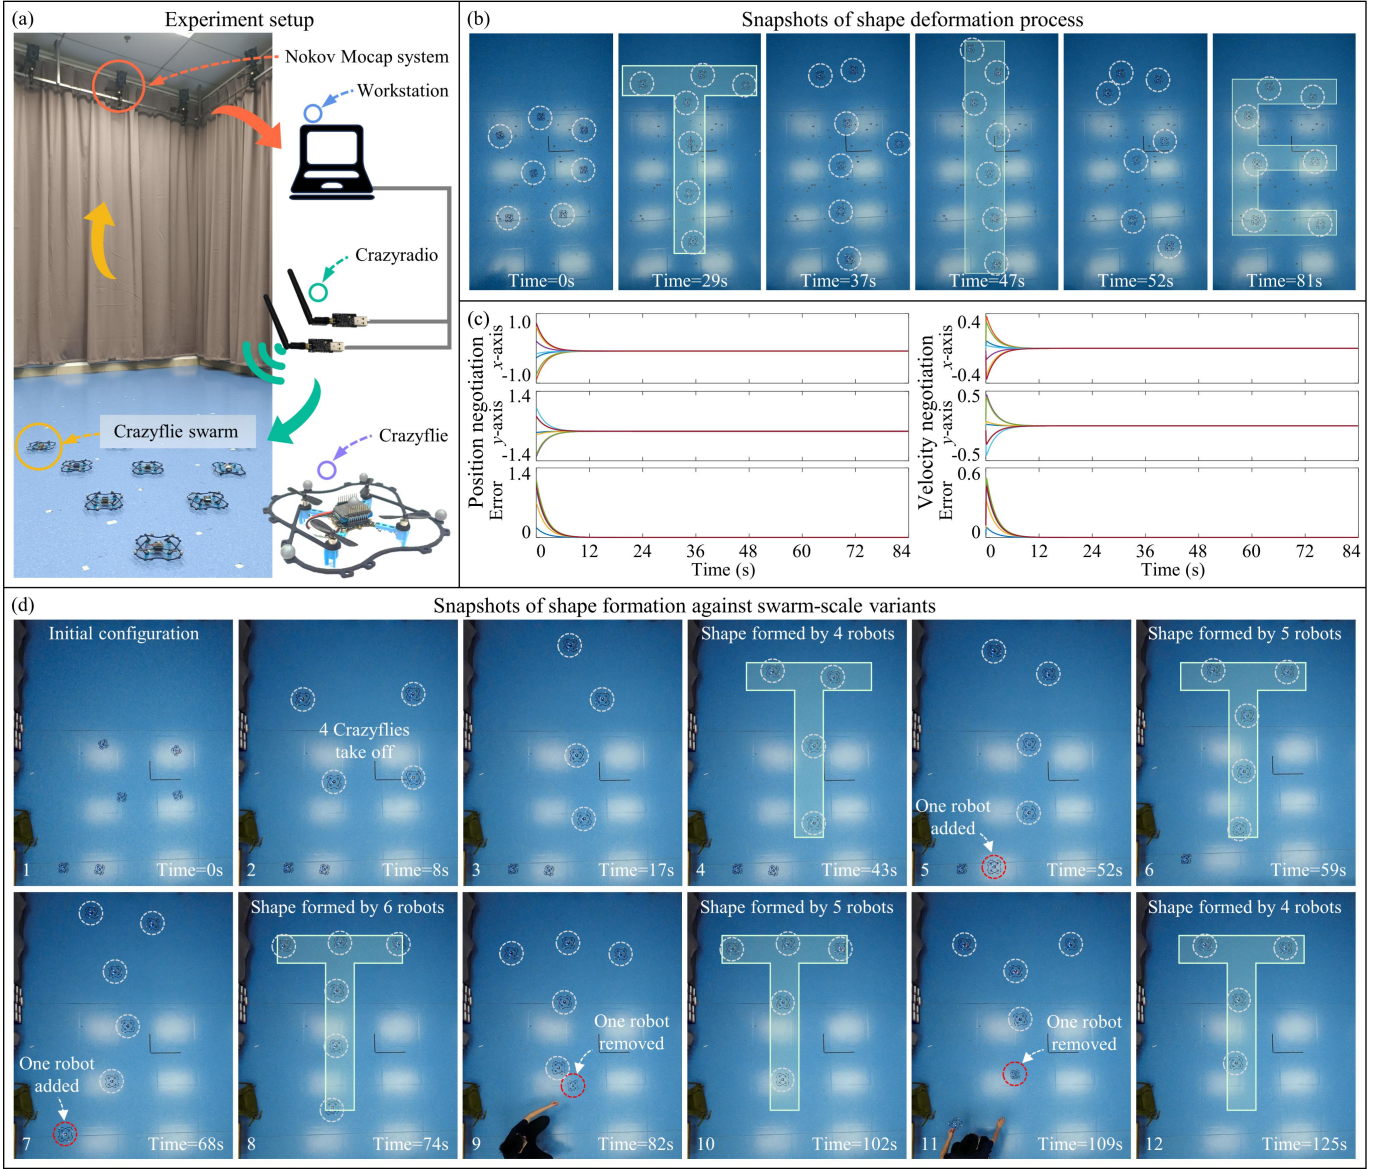 (a) Experiment setup
Nokov Mocap system
Workstation
Crazyradio
Crazyflie swarm
Crazyflie
(b) Snapshots of shape deformation process
Time=0s
Time=29s
Time=37s
Time=47s
Time=52s
Time=81s
(c)
Position negotiation
x-axis
1.0
-1.0
y-axis
1.4
-1.4
Error
1.4
0
0 12 24 36 48 60 72 84
Time (s)
Velocity negotiation
x-axis
0.4
-0.4
y-axis
0.5
-0.5
Error
0.6
0
0 12 24 36 48 60 72 84
Time (s)
(d) Snapshots of shape formation against swarm-scale variants
Initial configuration
1 Time=0s
4 Crazyflies
take off
2 Time=8s
3 Time=17s
Shape formed by 4 robots
4 Time=43s
One robot
added
5 Time=52s
Shape formed by 5 robots
6 Time=59s
One robot
added
7 Time=68s
Shape formed by 6 robots
8 Time=74s
One robot
removed
9 Time=82s
Shape formed by 5 robots
10 Time=102s
One robot
removed
11 Time=109s
Shape formed by 4 robots
12 Time=125s